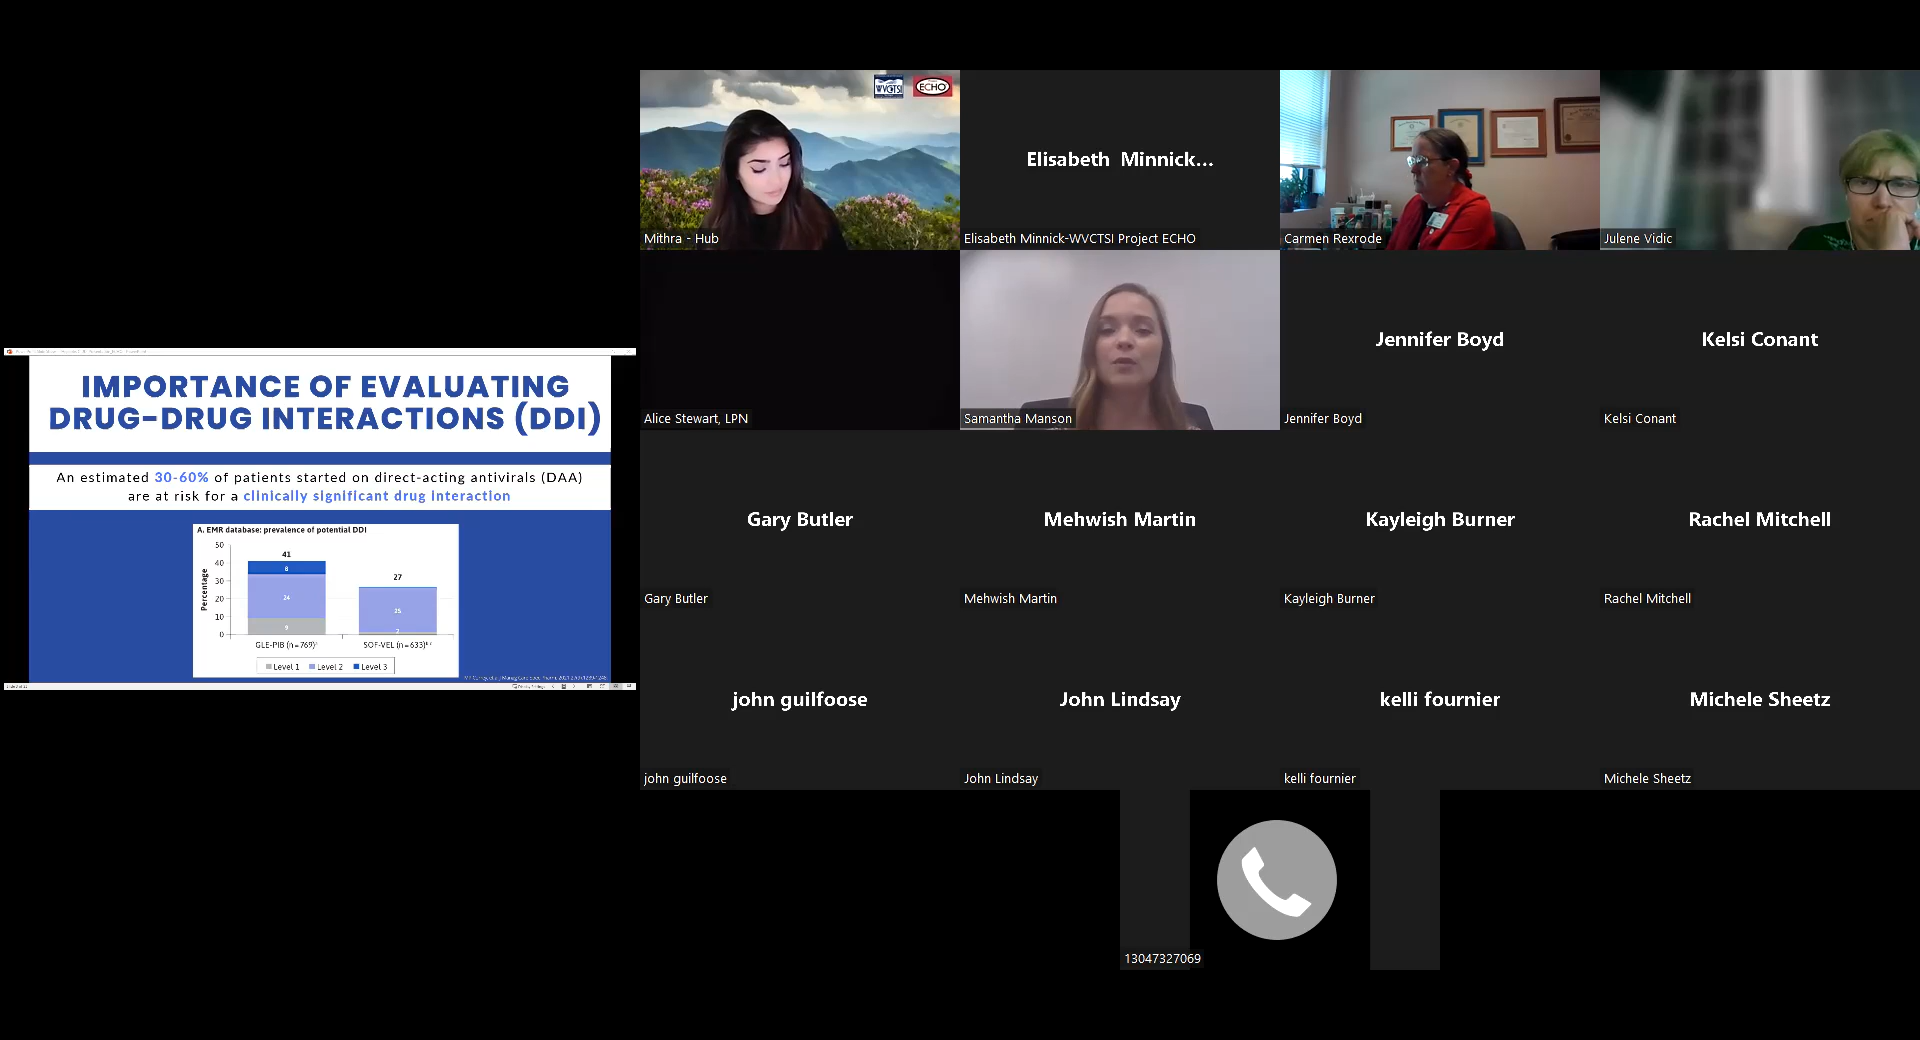 IMPORTANCE OF EVALUATING
DRUG-DRUG INTERACTIONS (DDI)
An estimated 30-60% of patients started on direct-acting antivirals (DAA)
are at risk for a clinically significant drug interaction
A. EMR database: prevalence of potential DDI
Percentage
50
40
30
20
10
0
41
8
24
9
27
25
2
GLE-PIB (n=769)
SOF-VEL (n=633)
Level 1 Level 2 Level 3
WVCTSI
ECHO
Mithra - Hub
Elisabeth Minnick...
Elisabeth Minnick-WVCTSI Project ECHO
Carmen Rexrode
Julene Vidic
Alice Stewart, LPN
Samantha Manson
Jennifer Boyd
Jennifer Boyd
Kelsi Conant
Kelsi Conant
Gary Butler
Gary Butler
Mehwish Martin
Mehwish Martin
Kayleigh Burner
Kayleigh Burner
Rachel Mitchell
Rachel Mitchell
john guilfoose
john guilfoose
John Lindsay
John Lindsay
kelli fournier
kelli fournier
Michele Sheetz
Michele Sheetz
13047327069